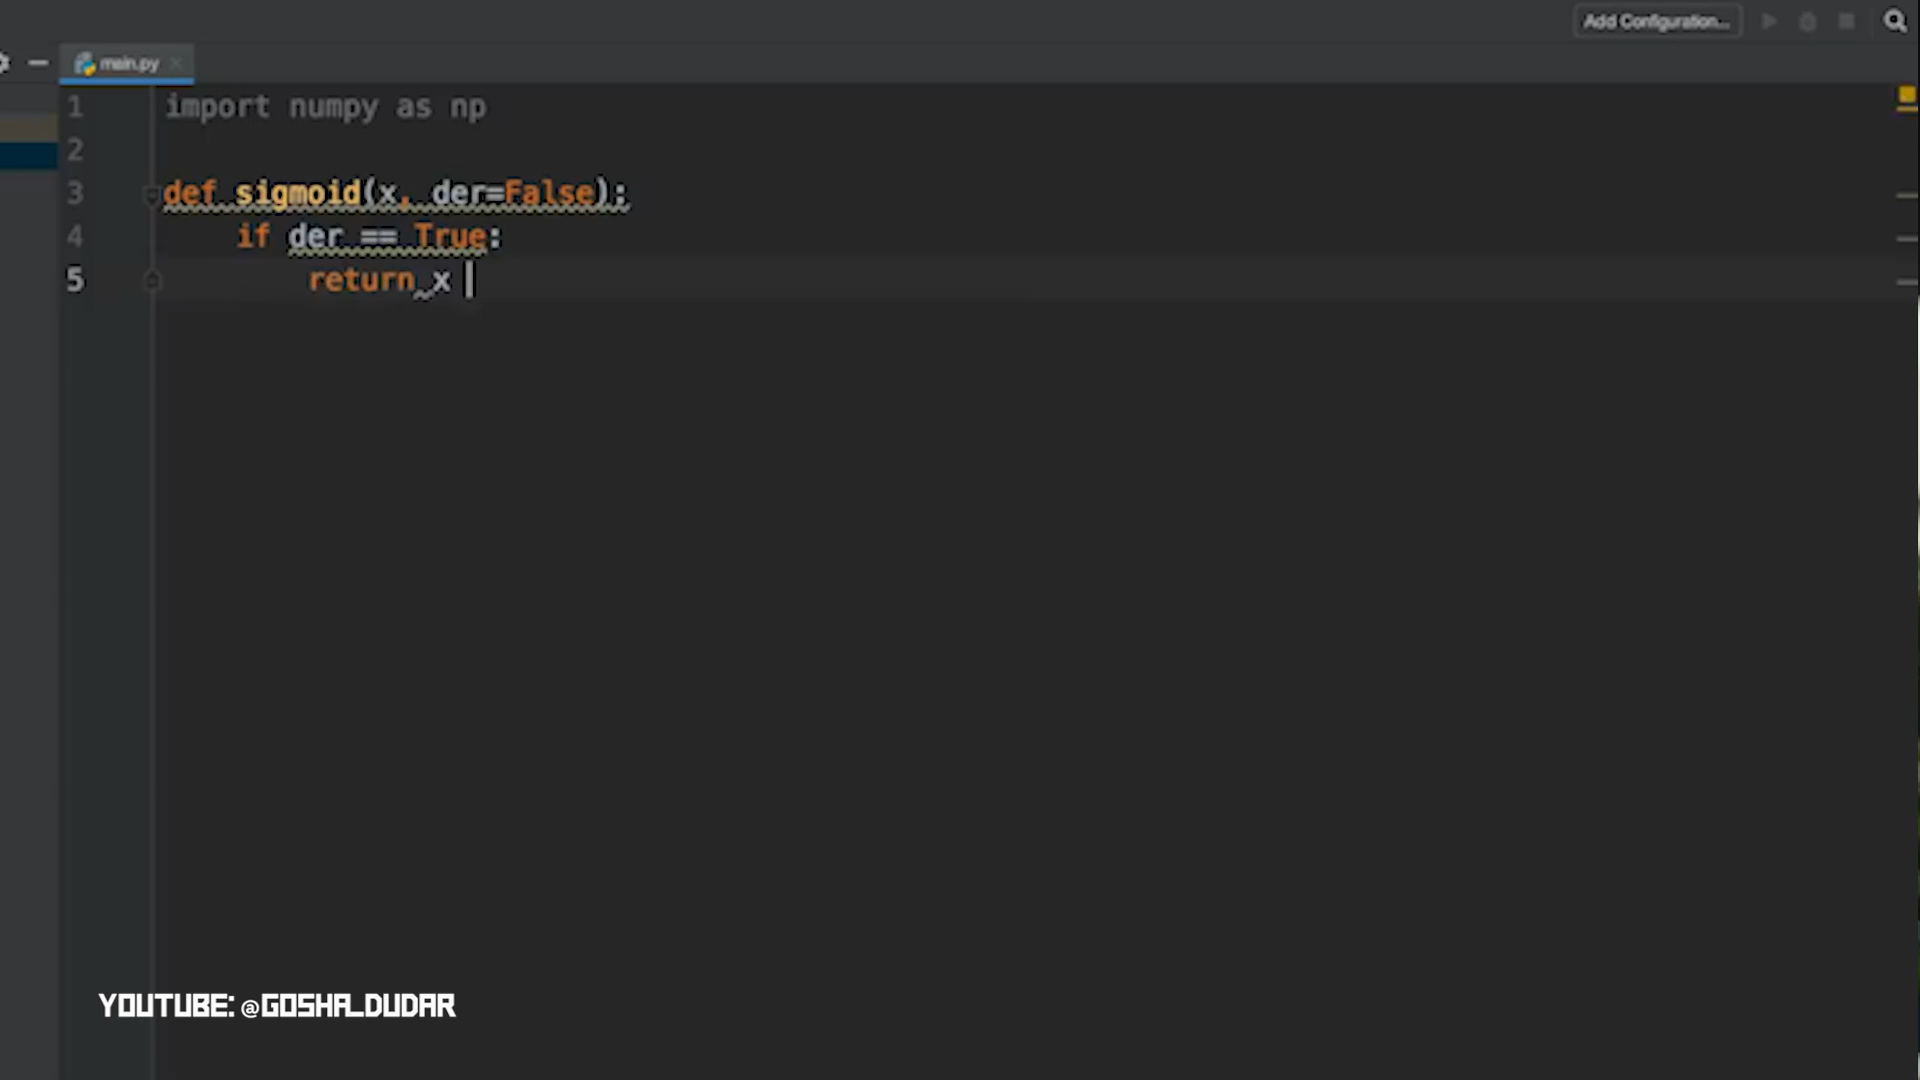 Add Configuration...
main.py
1 import numpy as np
2
3 def sigmoid(x, der=False):
4 if der == True:
5 return x
YOUTUBE: @GOSHA_DUDAR